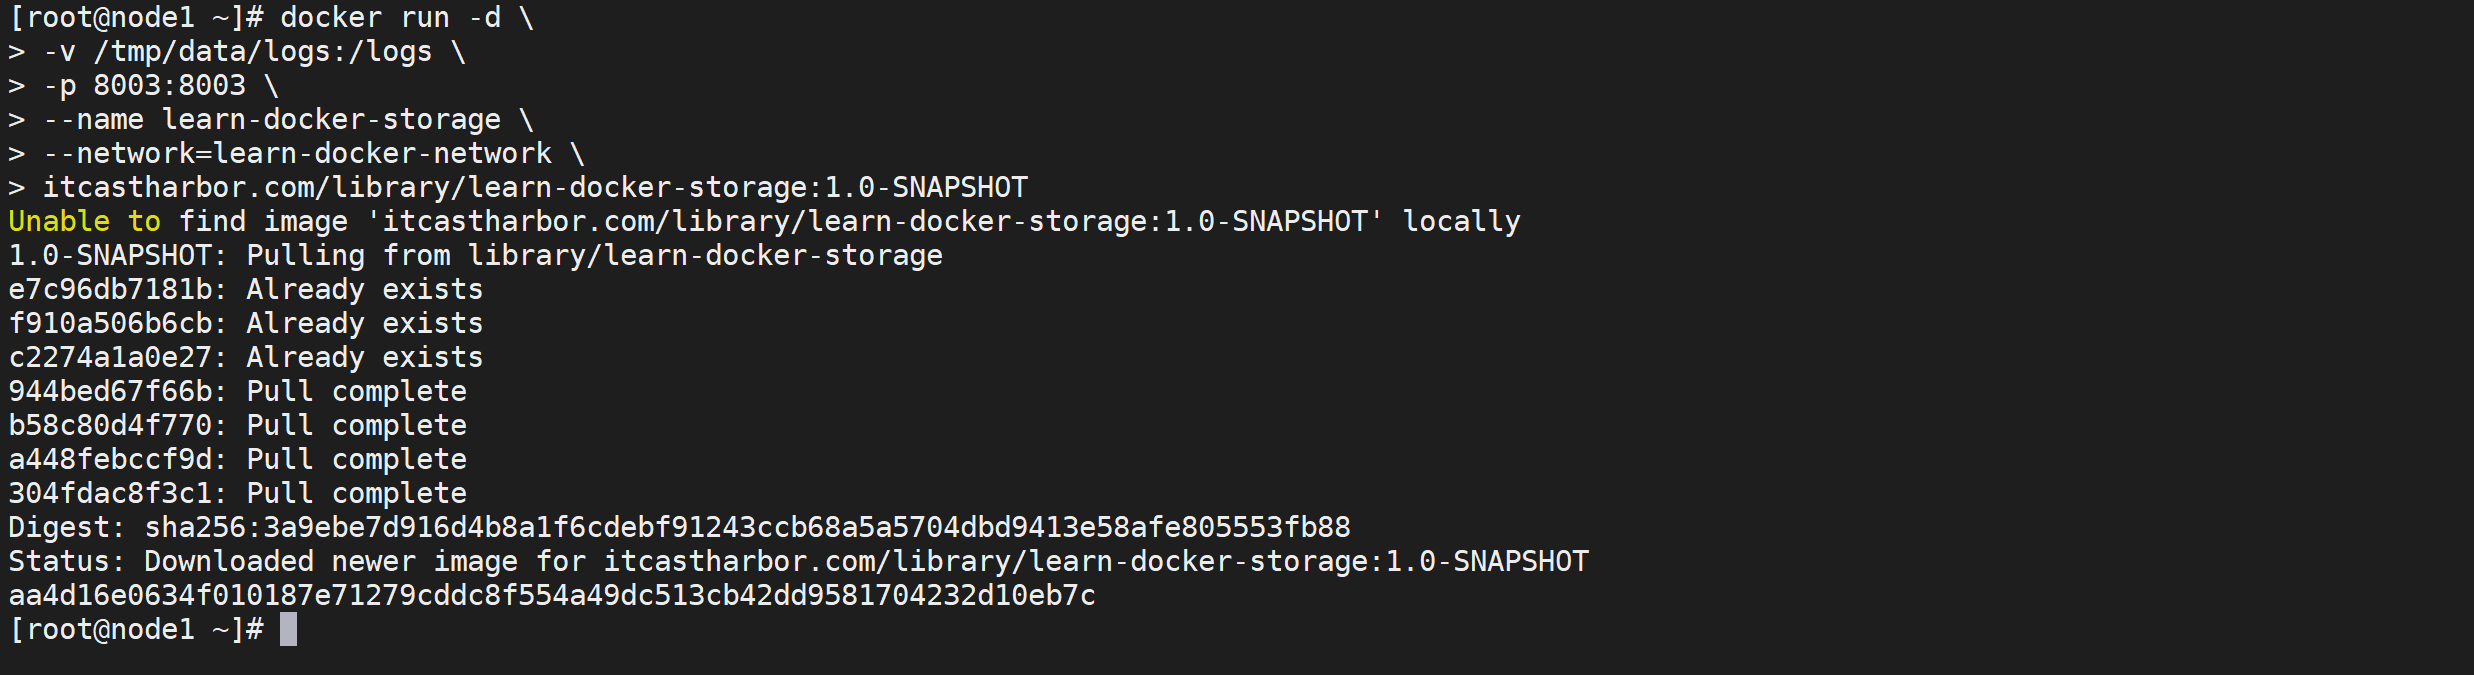 [root@node1 ~]# docker run -d \
> -v /tmp/data/logs:/logs \
> -p 8003:8003 \
> --name learn-docker-storage \
> --network=learn-docker-network \
> itcastharbor.com/library/learn-docker-storage:1.0-SNAPSHOT
Unable to find image 'itcastharbor.com/library/learn-docker-storage:1.0-SNAPSHOT' locally
1.0-SNAPSHOT: Pulling from library/learn-docker-storage
e7c96db7181b: Already exists
f910a506b6cb: Already exists
c2274a1a0e27: Already exists
944bed67f66b: Pull complete
b58c80d4f770: Pull complete
a448febccf9d: Pull complete
304fdac8f3c1: Pull complete
Digest: sha256:3a9ebe7d916d4b8a1f6cdebf91243ccb68a5a5704dbd9413e58afe805553fb88
Status: Downloaded newer image for itcastharbor.com/library/learn-docker-storage:1.0-SNAPSHOT
aa4d16e0634f010187e71279cddc8f554a49dc513cb42dd9581704232d10eb7c
[root@node1 ~]#